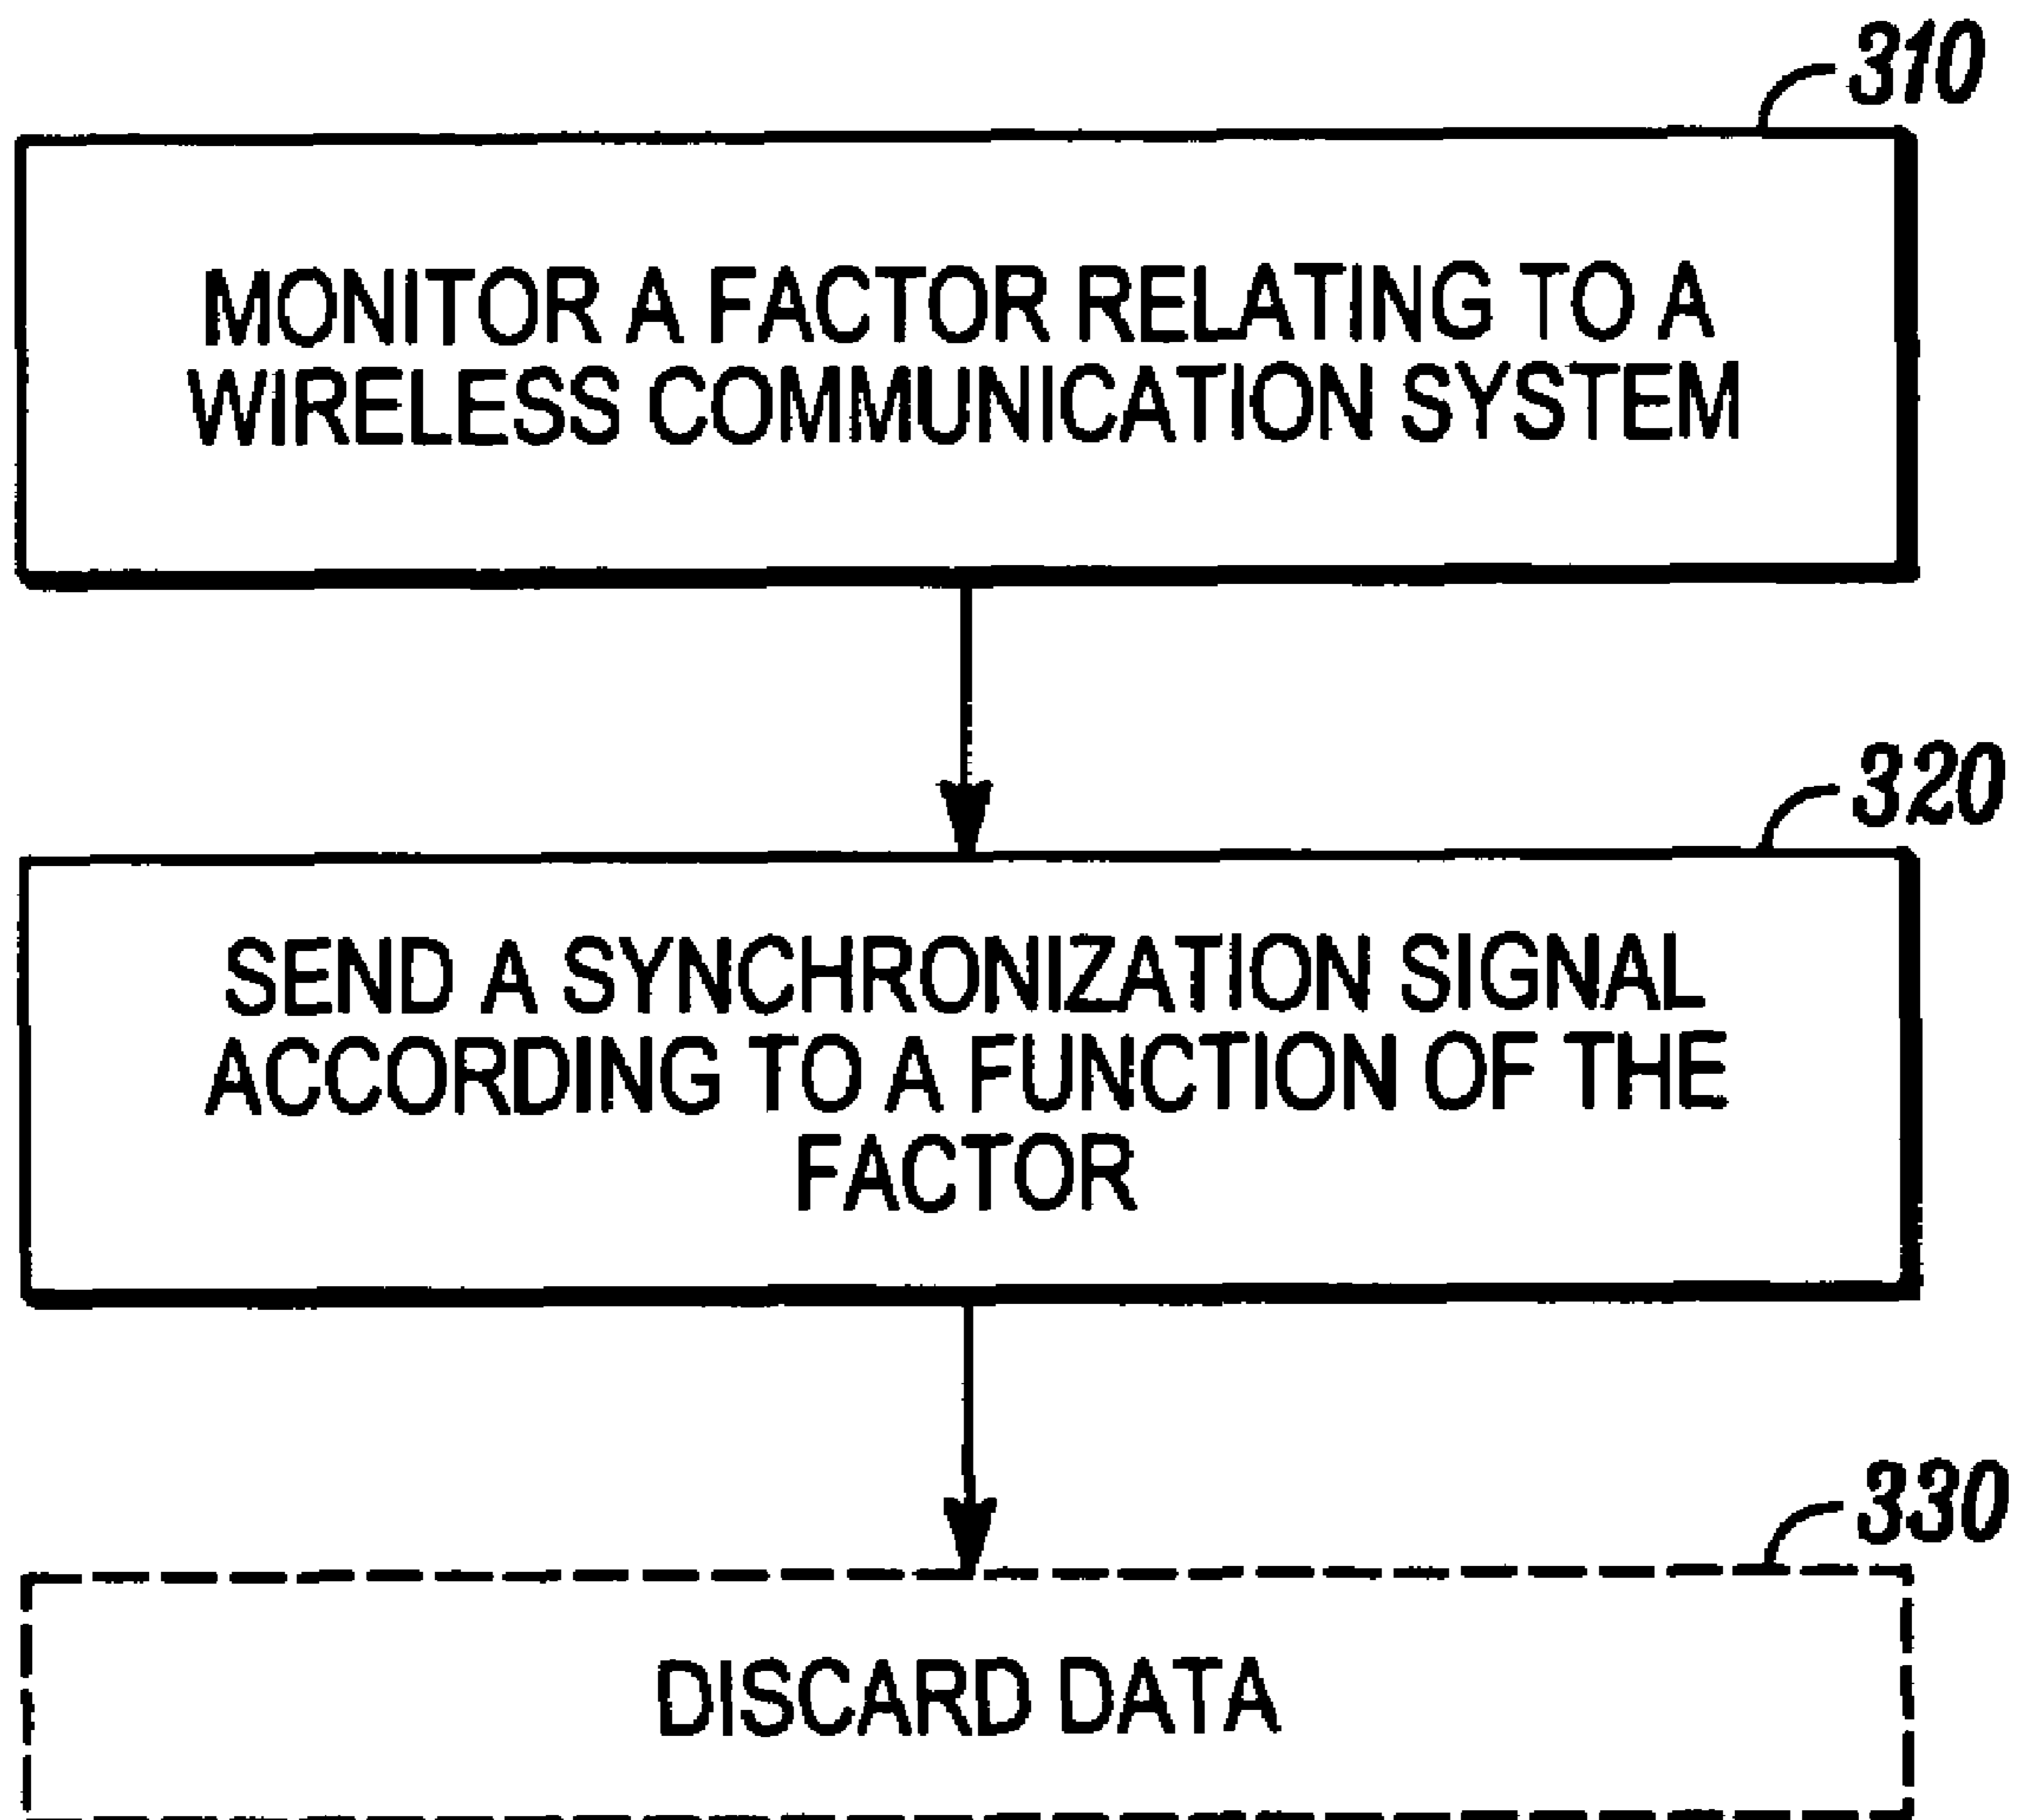 310
MONITOR A FACTOR RELATING TO A
WIRELESS COMMUNICATION SYSTEM
320
SEND A SYNCHRONIZATION SIGNAL
ACCORDING TO A FUNCTION OF THE
FACTOR
330
DISCARD DATA